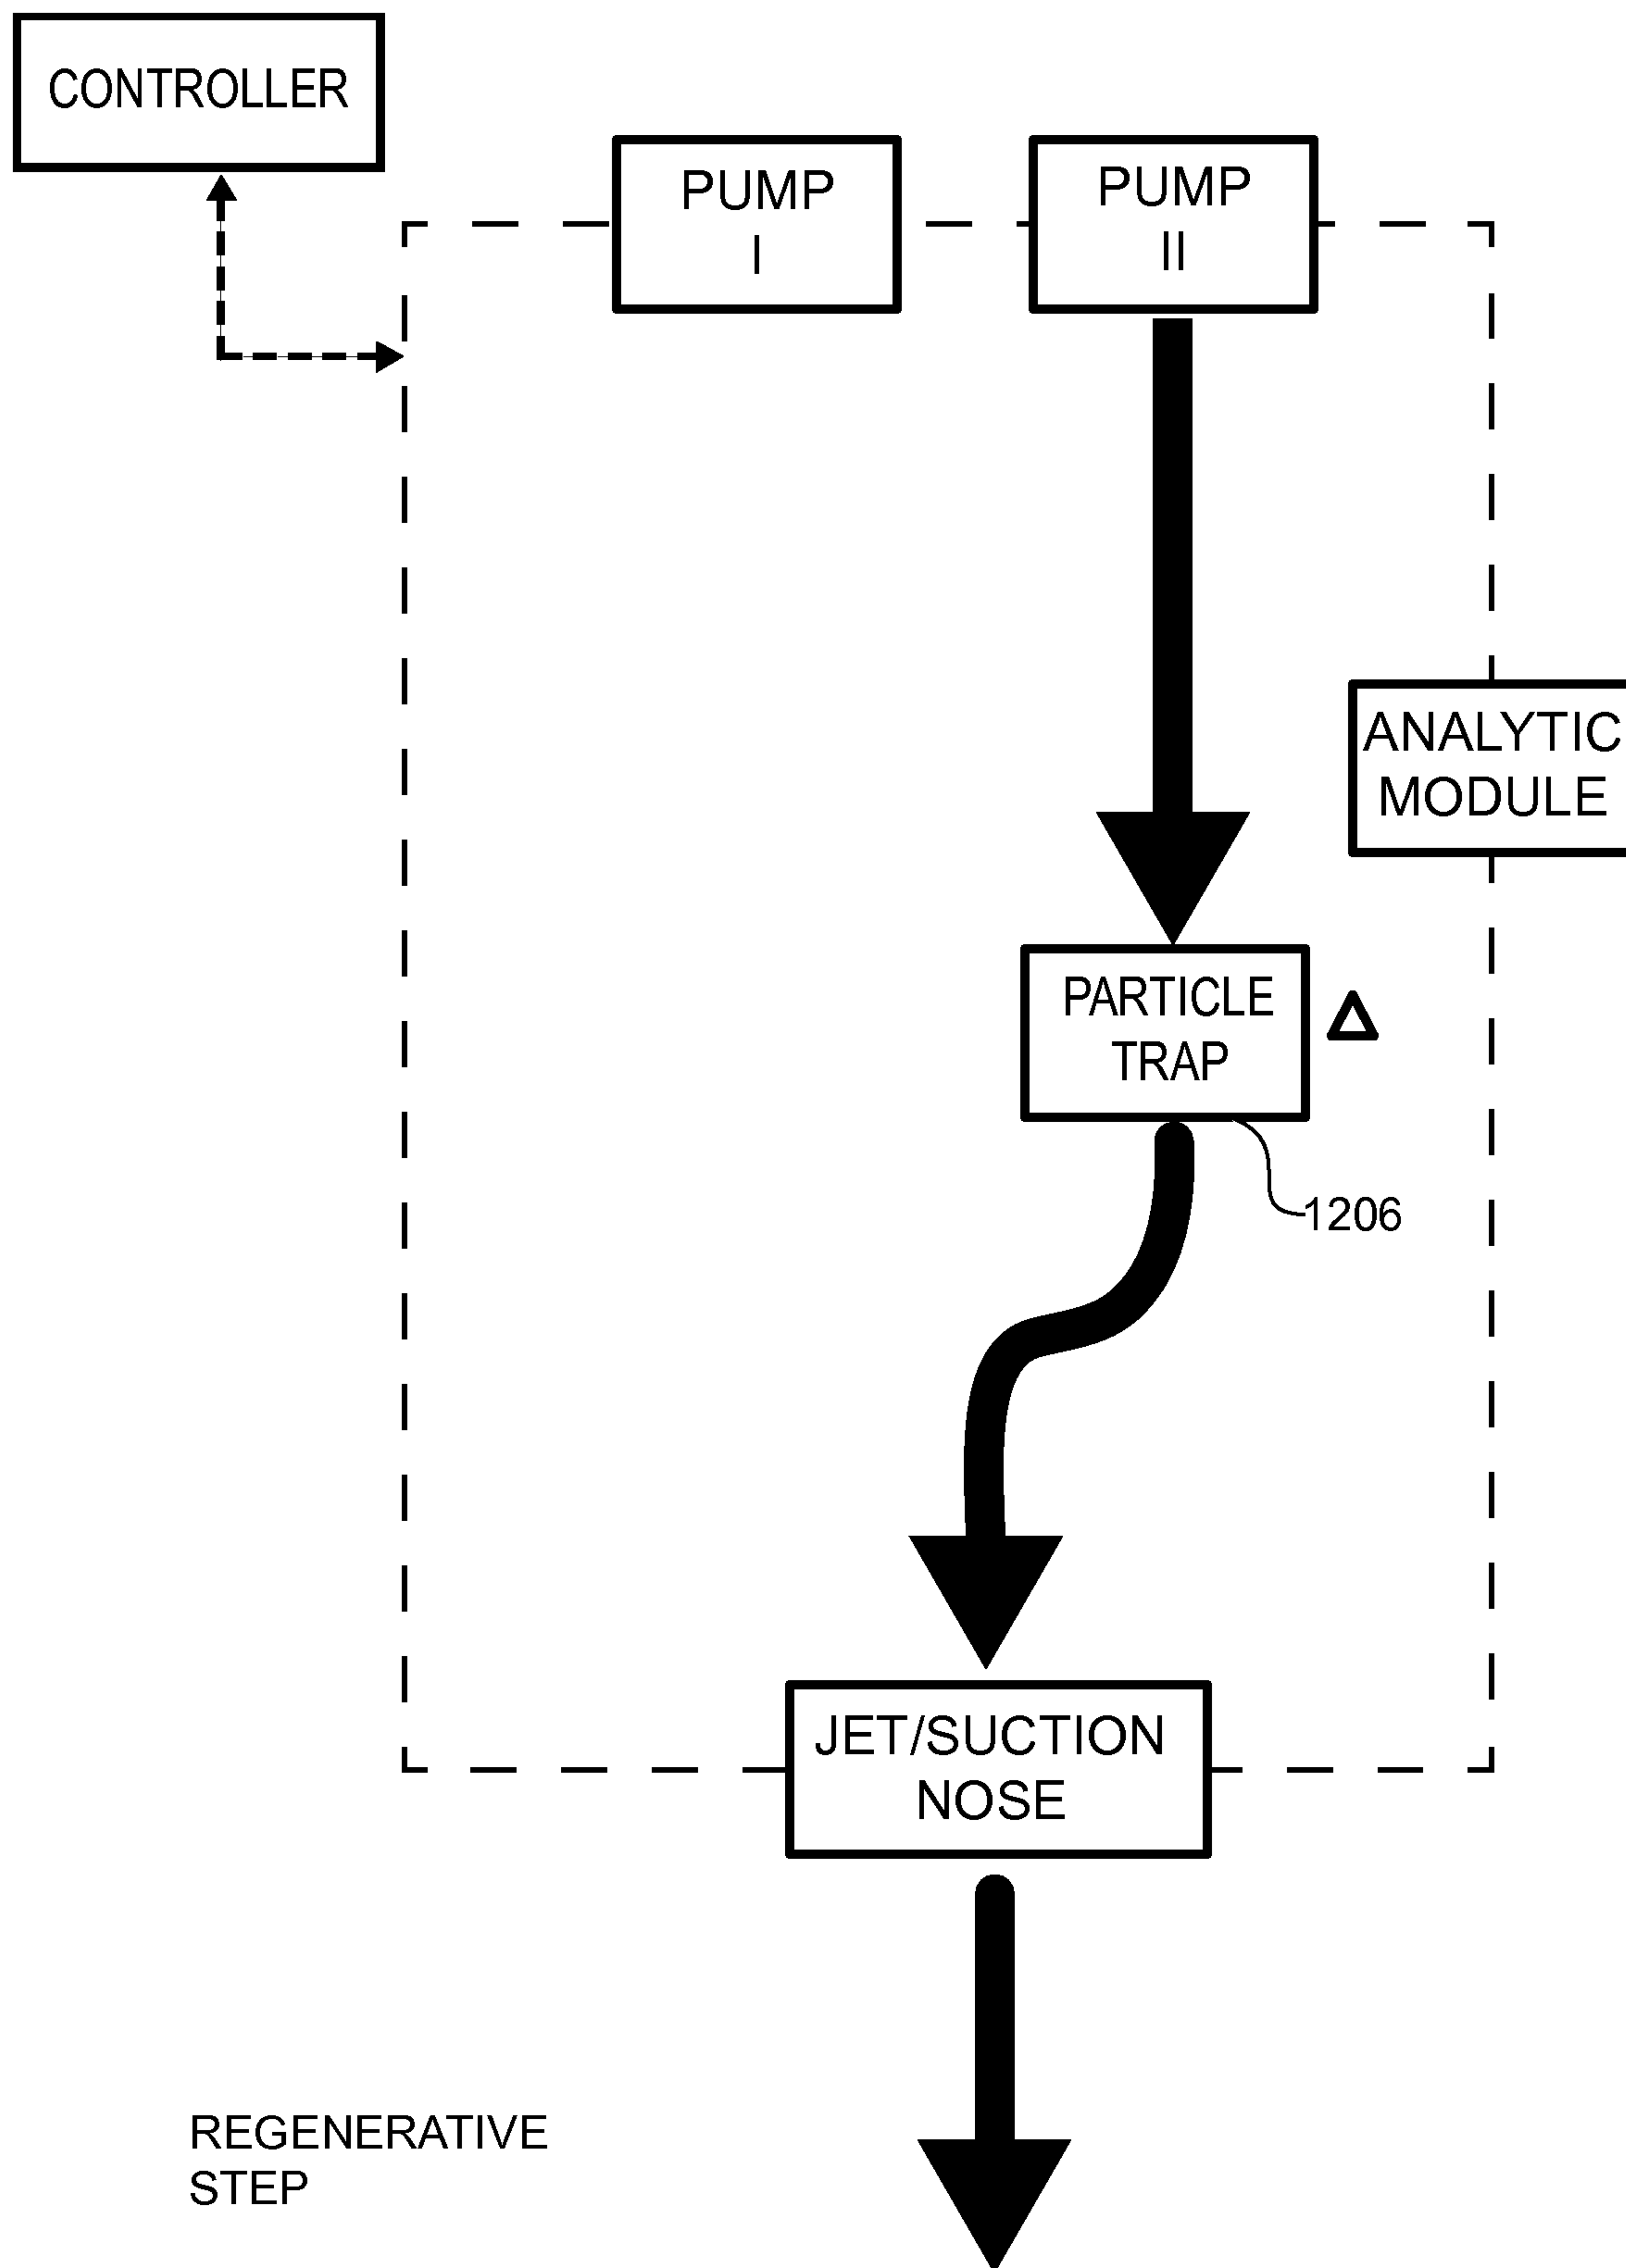 CONTROLLER
PUMP
I
PUMP
II
ANALYTIC
MODULE
PARTICLE
TRAP
Δ
1206
JET/SUCTION
NOSE
REGENERATIVE
STEP